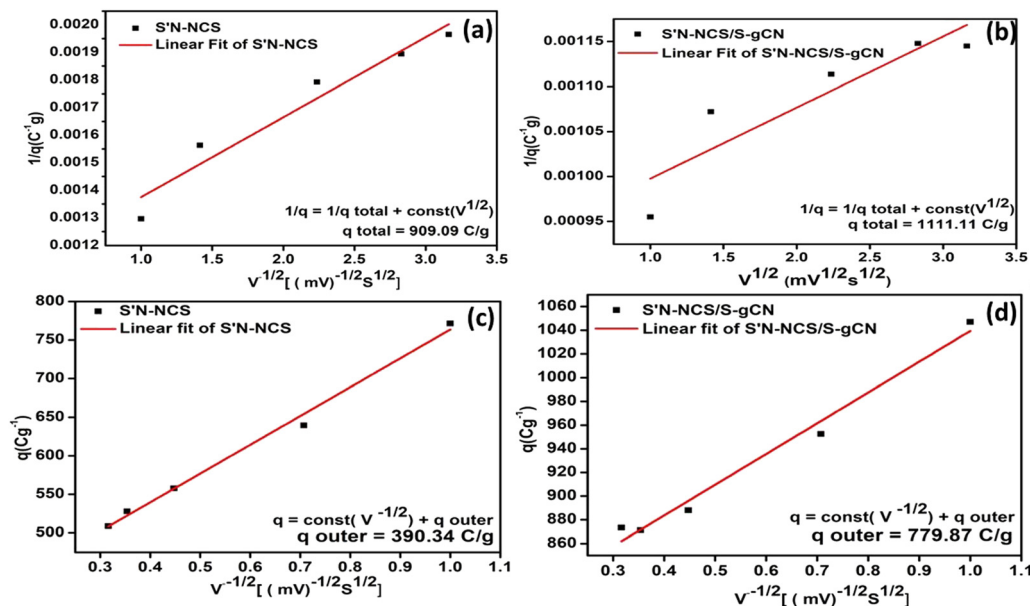 (a)
S'N-NCS
Linear Fit of S'N-NCS
1/q(C⁻¹g)
0.0020
0.0019
0.0018
0.0017
0.0016
0.0015
0.0014
0.0013
0.0012
1/q = 1/q total + const(V^1/2)
q total = 909.09 C/g
1.0 1.5 2.0 2.5 3.0 3.5
V^-1/2[ ( mV)^-1/2S^1/2]
(b)
S'N-NCS/S-gCN
Linear Fit of S'N-NCS/S-gCN
1/q(C⁻¹g)
0.00115
0.00110
0.00105
0.00100
0.00095
1/q = 1/q total + const(V^1/2)
q total = 1111.11 C/g
1.0 1.5 2.0 2.5 3.0 3.5
V^1/2 (mV^1/2s^1/2)
(c)
S'N-NCS
Linear fit of S'N-NCS
q(Cg⁻¹)
800
750
700
650
600
550
500
q = const( V^-1/2) + q outer
q outer = 390.34 C/g
0.3 0.4 0.5 0.6 0.7 0.8 0.9 1.0 1.1
V^-1/2[ ( mV)^-1/2S^1/2]
(d)
S'N-NCS/S-gCN
Linear fit of S'N-NCS/S-gCN
q(Cg⁻¹)
1060
1040
1020
1000
980
960
940
920
900
880
860
q = const( V^-1/2) + q outer
q outer = 779.87 C/g
0.3 0.4 0.5 0.6 0.7 0.8 0.9 1.0 1.1
V^-1/2[ ( mV)^-1/2S^1/2]